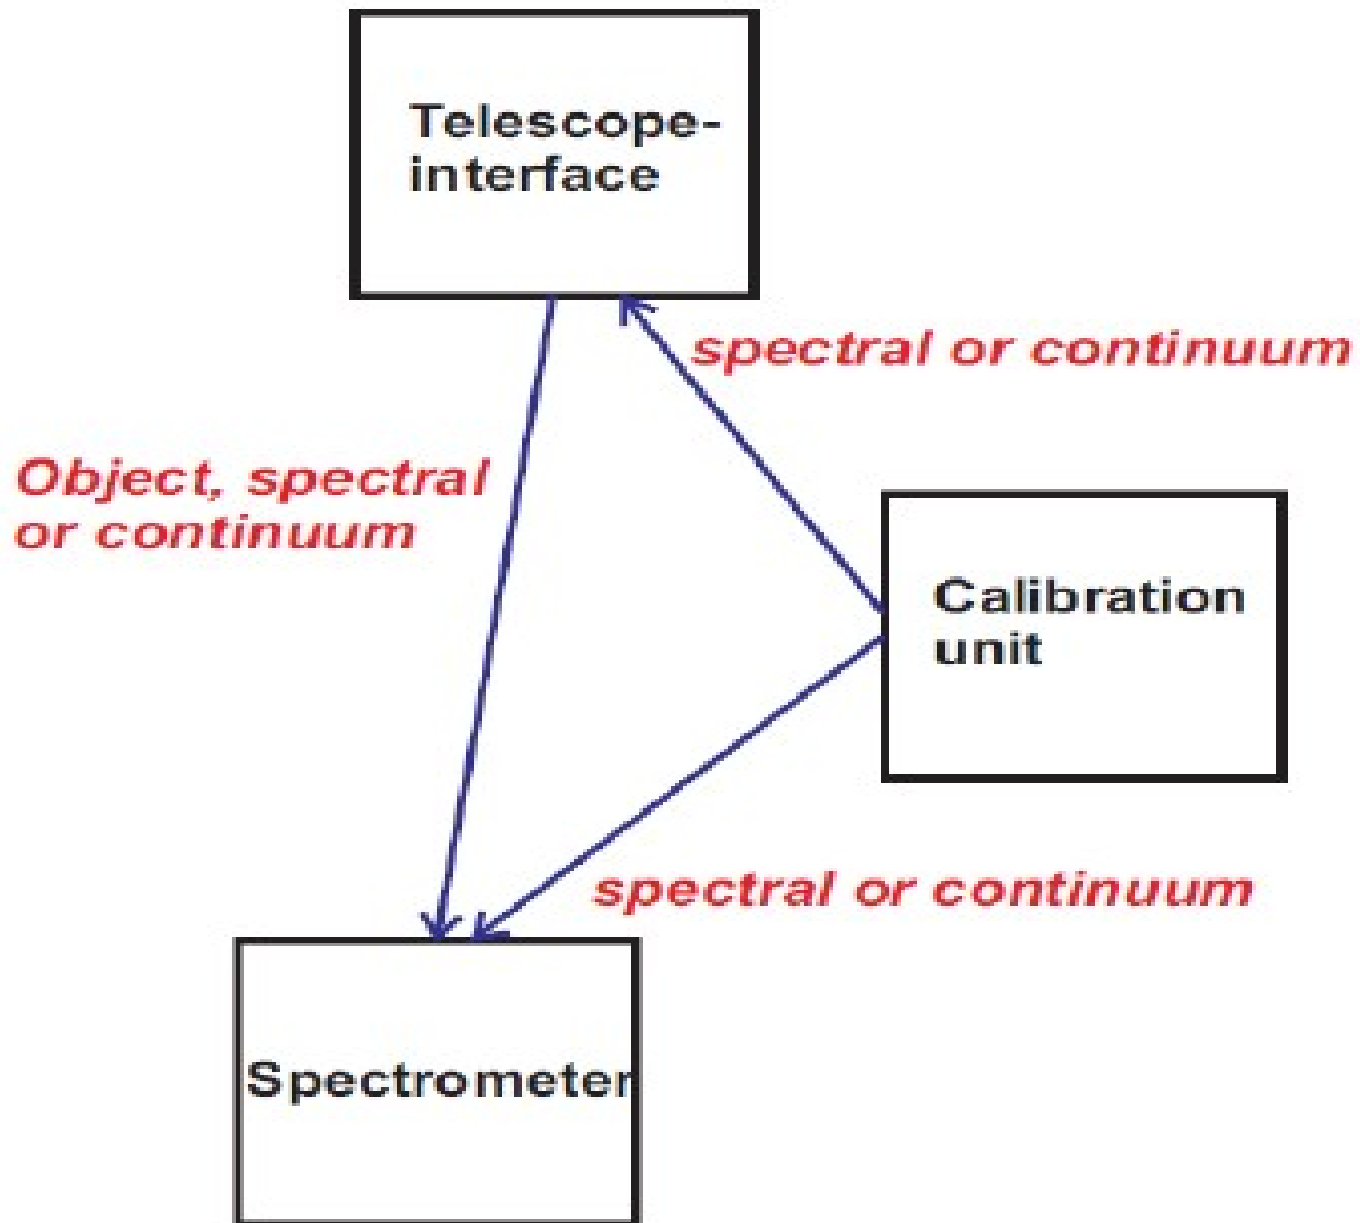 Telescope-
interface
spectral or continuum
Object, spectral
or continuum
Calibration
unit
spectral or continuum
Spectrometer